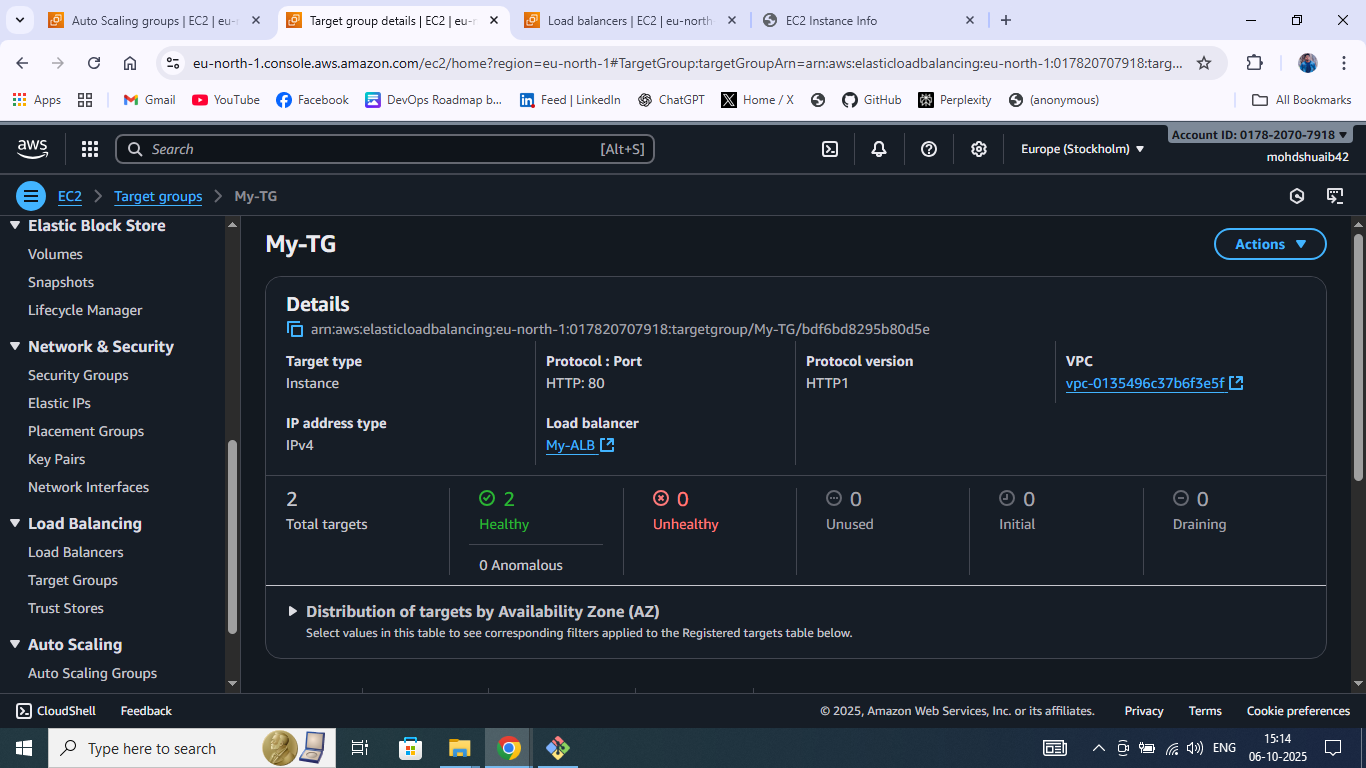 Auto Scaling groups | EC2 | eu-n
Target group details | EC2 | eu-r
Load balancers | EC2 | eu-north
EC2 Instance Info
eu-north-1.console.aws.amazon.com/ec2/home?region=eu-north-1#TargetGroup:targetGroupArn=arn:aws:elasticloadbalancing:eu-north-1:017820707918:targ...
Apps
Gmail
YouTube
Facebook
DevOps Roadmap b...
Feed | LinkedIn
ChatGPT
Home / X
GitHub
Perplexity
(anonymous)
All Bookmarks
aws
Search
[Alt+S]
Europe (Stockholm)
Account ID: 0178-2070-7918
mohdshuaib42
EC2
Target groups
My-TG
Elastic Block Store
Volumes
Snapshots
Lifecycle Manager
Network & Security
Security Groups
Elastic IPs
Placement Groups
Key Pairs
Network Interfaces
Load Balancing
Load Balancers
Target Groups
Trust Stores
Auto Scaling
Auto Scaling Groups
My-TG
Actions
Details
arn:aws:elasticloadbalancing:eu-north-1:017820707918:targetgroup/My-TG/bdf6bd8295b80d5e
Target type
Instance
Protocol : Port
HTTP: 80
Protocol version
HTTP1
VPC
vpc-0135496c37b6f3e5f
IP address type
IPv4
Load balancer
My-ALB
2
Total targets
2
Healthy
0 Anomalous
0
Unhealthy
0
Unused
0
Initial
0
Draining
Distribution of targets by Availability Zone (AZ)
Select values in this table to see corresponding filters applied to the Registered targets table below.
CloudShell
Feedback
© 2025, Amazon Web Services, Inc. or its affiliates.
Privacy
Terms
Cookie preferences
Type here to search
ENG
15:14
06-10-2025